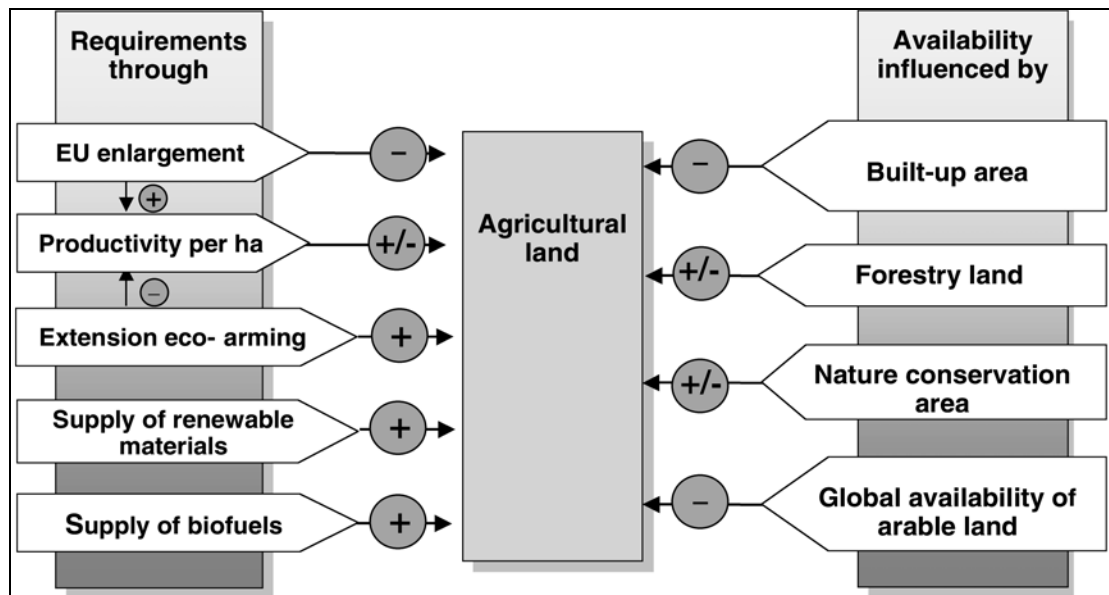 Requirements
through
EU enlargement
−
+
Productivity per ha
+/-
−
Extension eco- arming
+
Supply of renewable
materials
+
Supply of biofuels
+
Agricultural
land
Availability
influenced by
−
Built-up area
+/-
Forestry land
+/-
Nature conservation
area
−
Global availability of
arable land